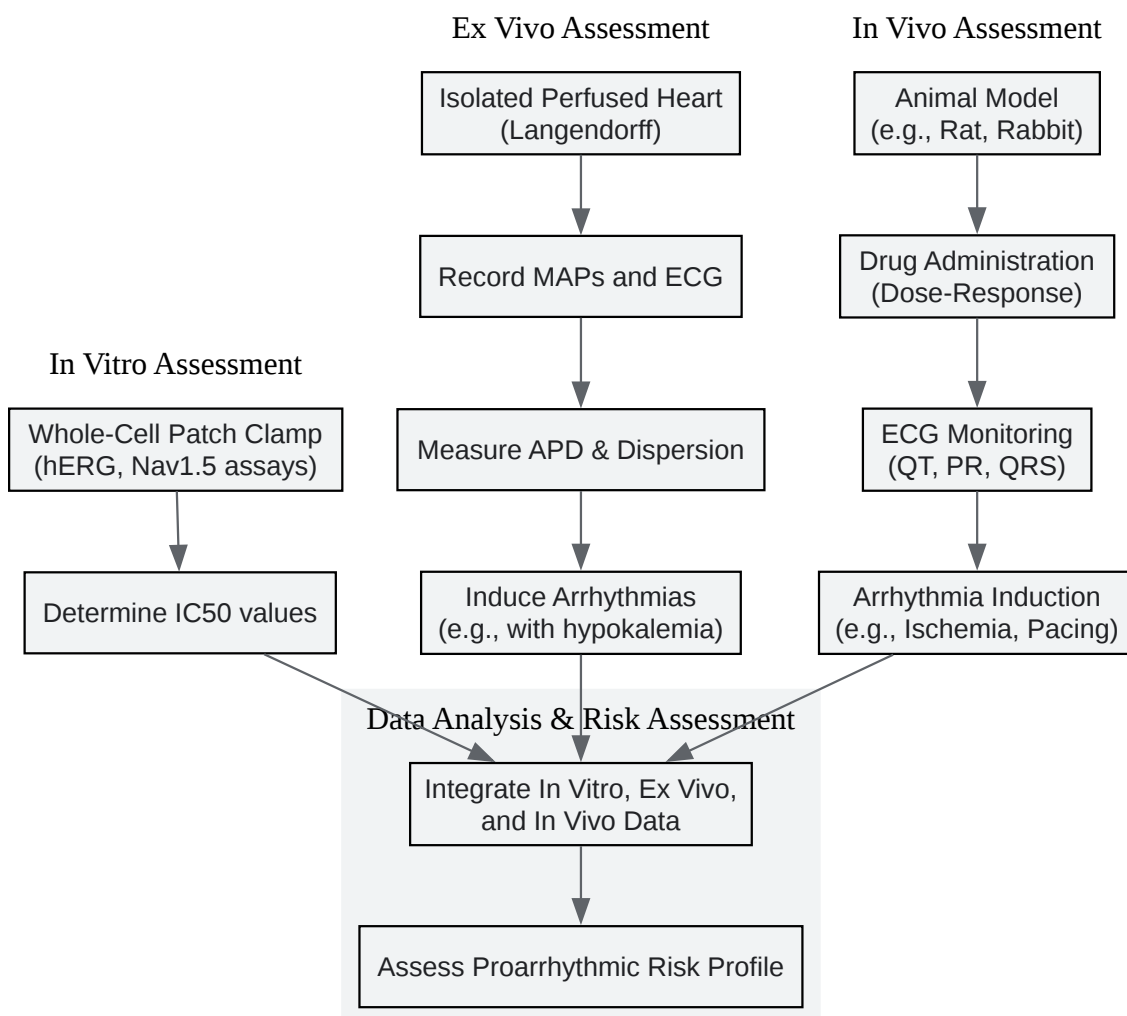 Ex Vivo Assessment
Isolated Perfused Heart
(Langendorff)
Record MAPs and ECG
Measure APD & Dispersion
Induce Arrhythmias
(e.g., with hypokalemia)
In Vivo Assessment
Animal Model
(e.g., Rat, Rabbit)
Drug Administration
(Dose-Response)
ECG Monitoring
(QT, PR, QRS)
Arrhythmia Induction
(e.g., Ischemia, Pacing)
In Vitro Assessment
Whole-Cell Patch Clamp
(hERG, Nav1.5 assays)
Determine IC50 values
Data Analysis & Risk Assessment
Integrate In Vitro, Ex Vivo,
and In Vivo Data
Assess Proarrhythmic Risk Profile